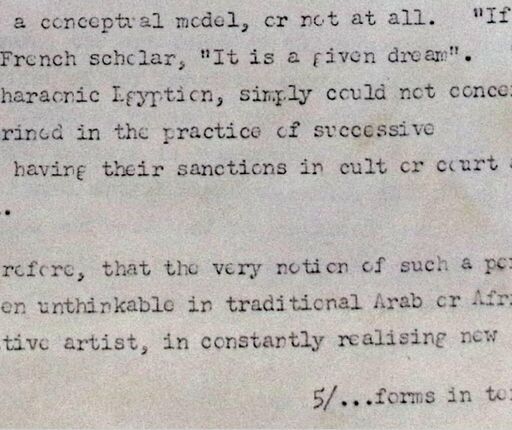 a conceptual model, or not at all. "If
French scholar, "It is a given dream".
haraonic Egyptian, simply could not conce
rined in the practice of successive
having their sanctions in cult or court
..
refore, that the very notion of such a per
en unthinkable in traditional Arab or Afri
tive artist, in constantly realising new
5/...forms in to